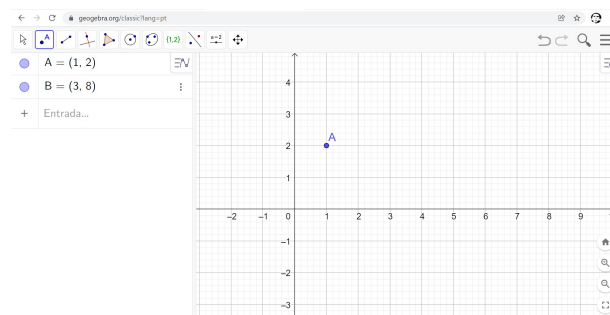 geogebra.org/classic?lang=pt
A {1,2} a=2
A = (1, 2)
B = (3, 8)
+ Entrada...
4
3
2
A
1
–2 –1 0 1 2 3 4 5 6 7 8 9
–1
–2
–3